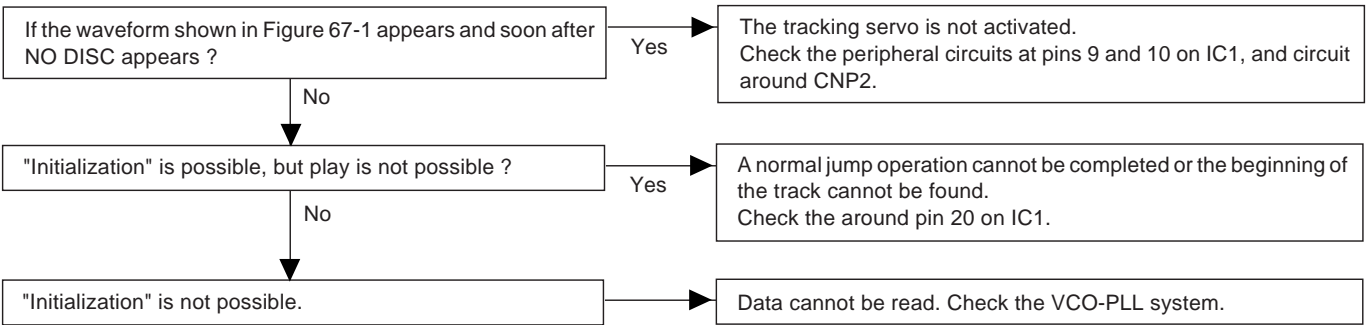 If the waveform shown in Figure 67-1 appears and soon after
NO DISC appears ?
Yes
The tracking servo is not activated.
Check the peripheral circuits at pins 9 and 10 on IC1, and circuit
around CNP2.
No
"Initialization" is possible, but play is not possible ?
Yes
A normal jump operation cannot be completed or the beginning of
the track cannot be found.
Check the around pin 20 on IC1.
No
"Initialization" is not possible.
Data cannot be read. Check the VCO-PLL system.